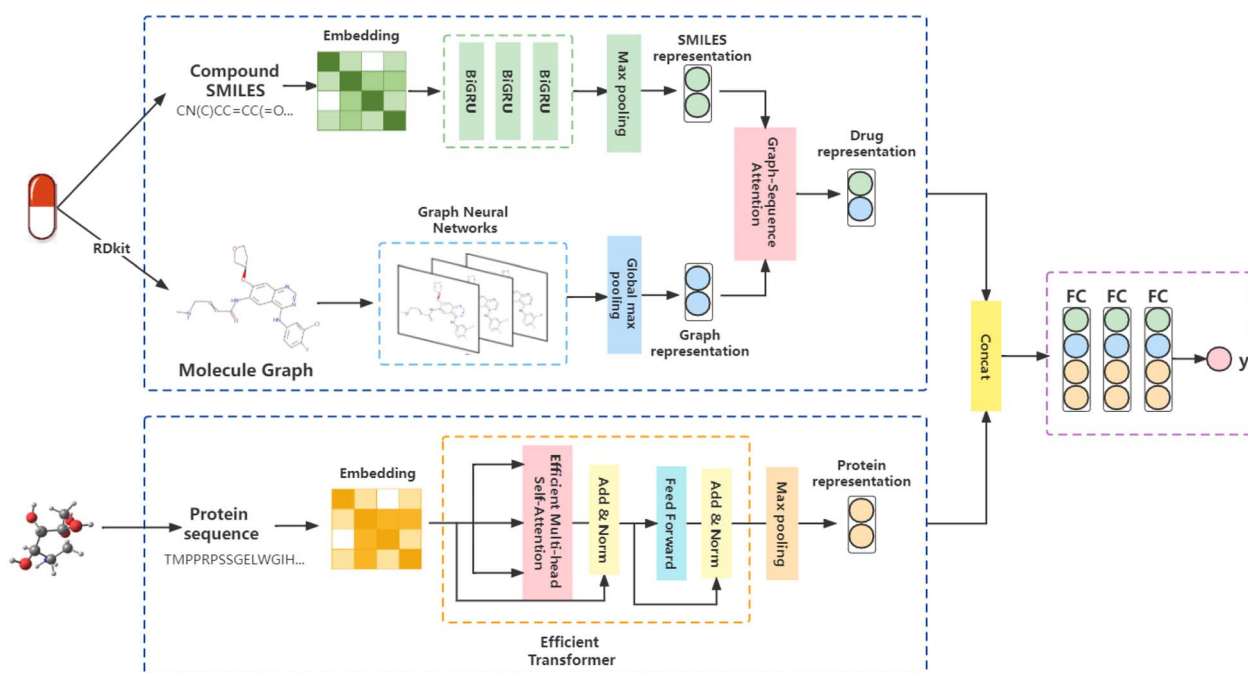 Compound
SMILES
CN(C)CC=CC(=O...
Embedding
BiGRU
BiGRU
BiGRU
Max pooling
SMILES
representation
Graph-Sequence
Attention
Drug
representation
RDkit
Molecule Graph
Graph Neural
Networks
Global max
pooling
Graph representation
Concat
FC
FC
FC
y
Protein
sequence
TMPPRPSSGELWGIH...
Embedding
Efficient Multi-head
Self-Attention
Add & Norm
Feed Forward
Add & Norm
Max pooling
Protein
representation
Efficient
Transformer